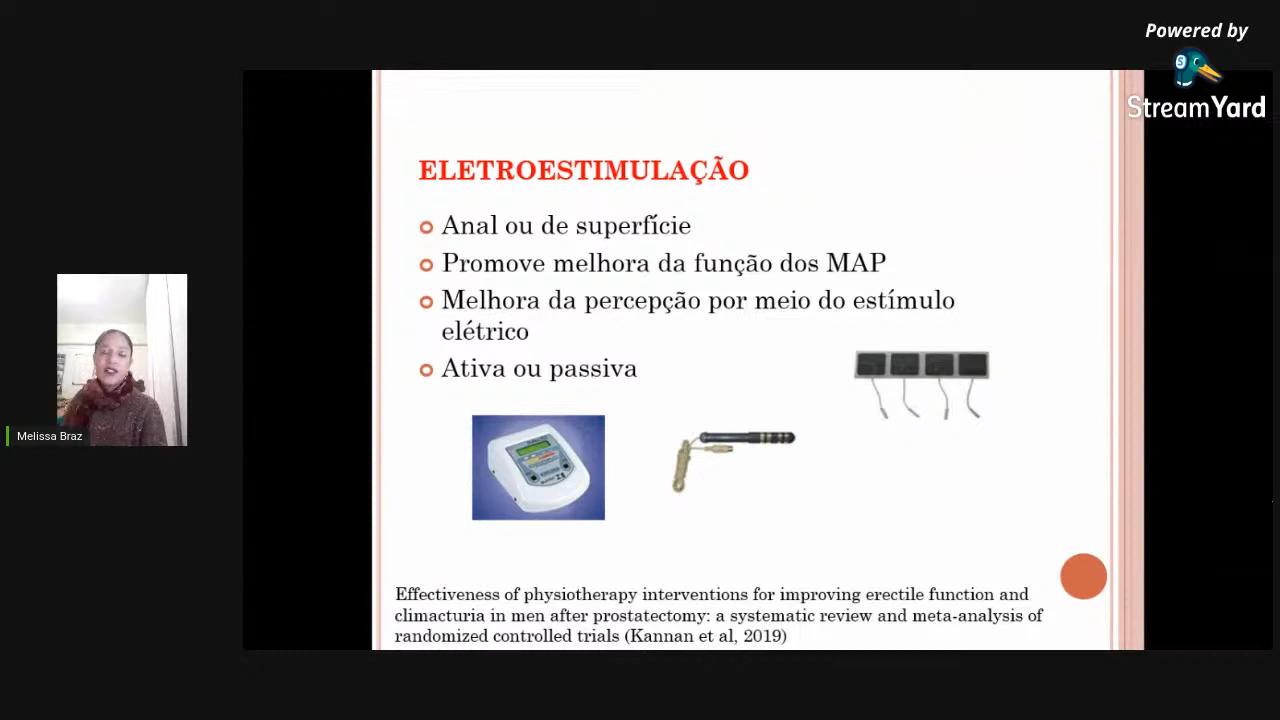 Powered by
StreamYard
ELETROESTIMULAÇÃO
Anal ou de superfície
Promove melhora da função dos MAP
Melhora da percepção por meio do estímulo
elétrico
Ativa ou passiva
Melissa Braz
Effectiveness of physiotherapy interventions for improving erectile function and
climacturia in men after prostatectomy: a systematic review and meta-analysis of
randomized controlled trials (Kannan et al, 2019)